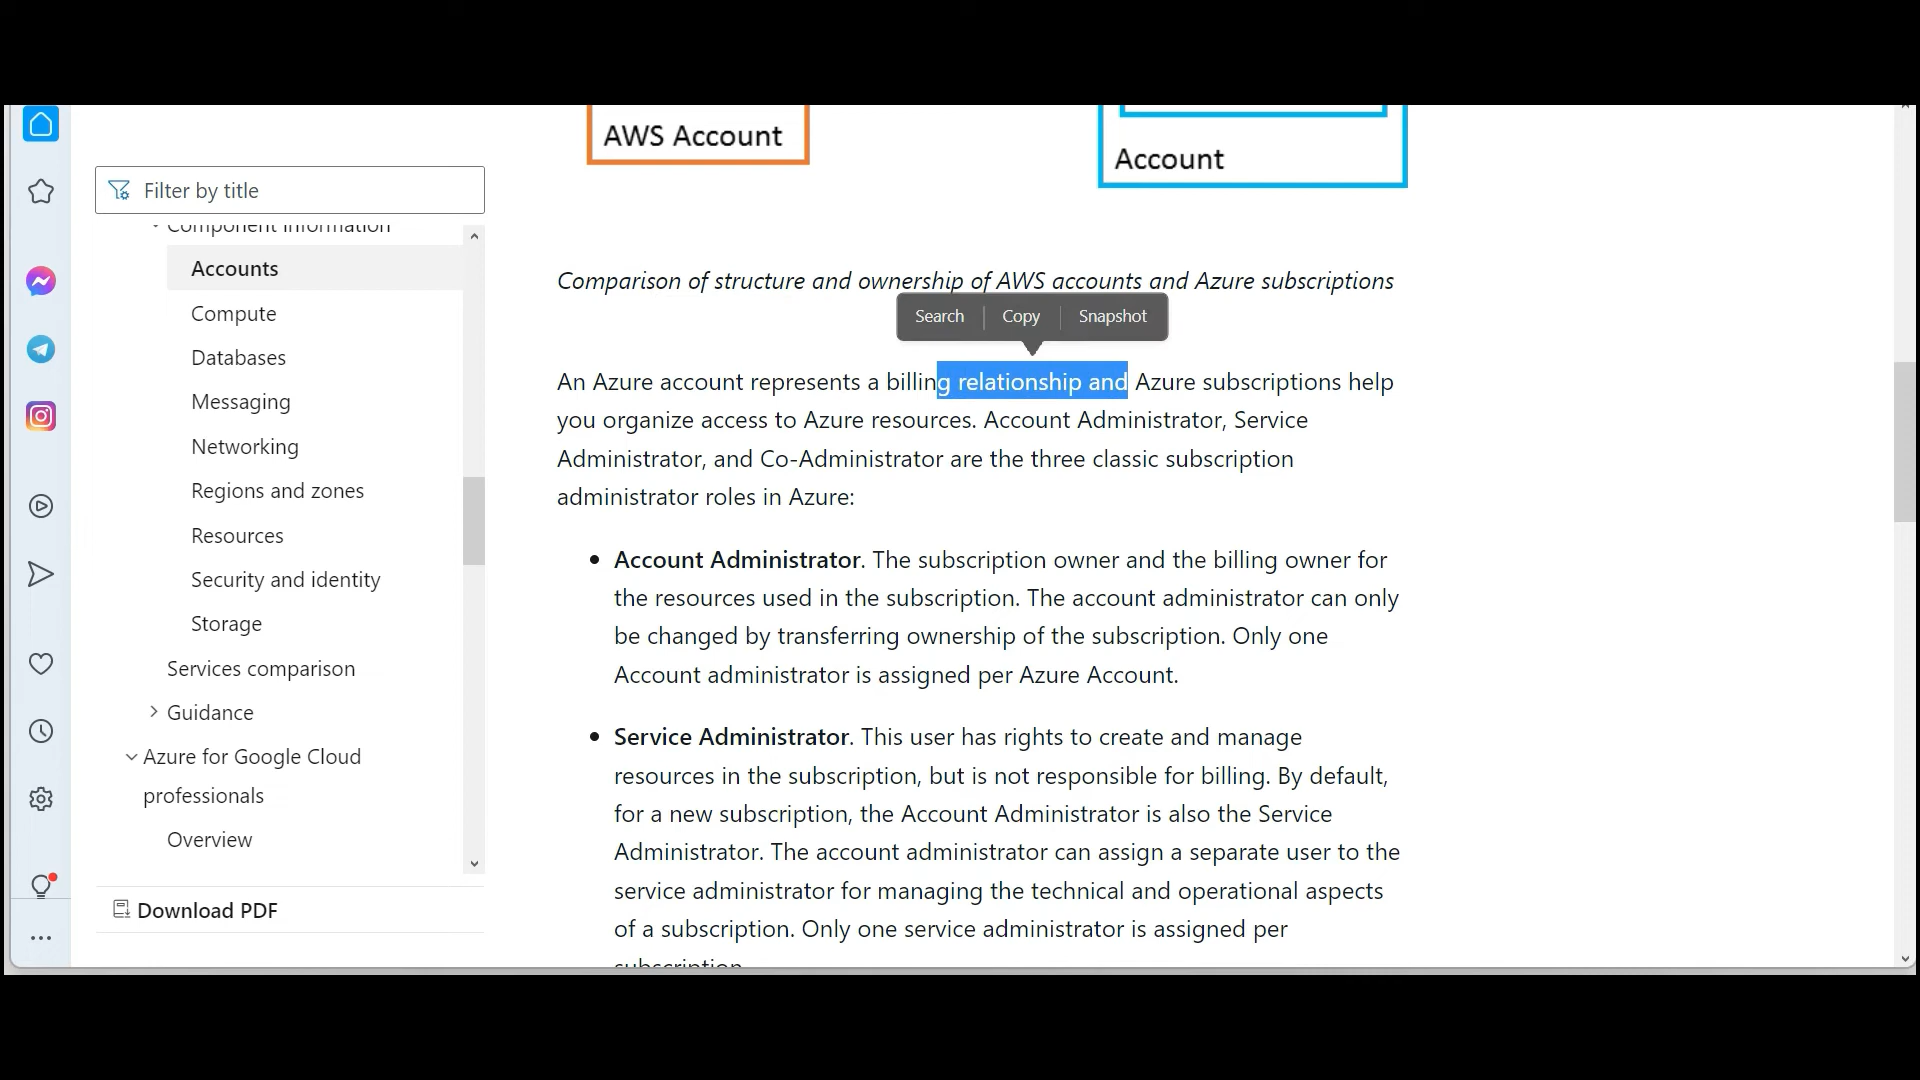 AWS Account
Account
Filter by title
Component information
Accounts
Compute
Databases
Messaging
Networking
Regions and zones
Resources
Security and identity
Storage
Services comparison
Guidance
Azure for Google Cloud
professionals
Overview
Download PDF
Comparison of structure and ownership of AWS accounts and Azure subscriptions
Search Copy Snapshot
An Azure account represents a billing relationship and Azure subscriptions help
you organize access to Azure resources. Account Administrator, Service
Administrator, and Co-Administrator are the three classic subscription
administrator roles in Azure:
• Account Administrator. The subscription owner and the billing owner for
the resources used in the subscription. The account administrator can only
be changed by transferring ownership of the subscription. Only one
Account administrator is assigned per Azure Account.
• Service Administrator. This user has rights to create and manage
resources in the subscription, but is not responsible for billing. By default,
for a new subscription, the Account Administrator is also the Service
Administrator. The account administrator can assign a separate user to the
service administrator for managing the technical and operational aspects
of a subscription. Only one service administrator is assigned per
subscription.